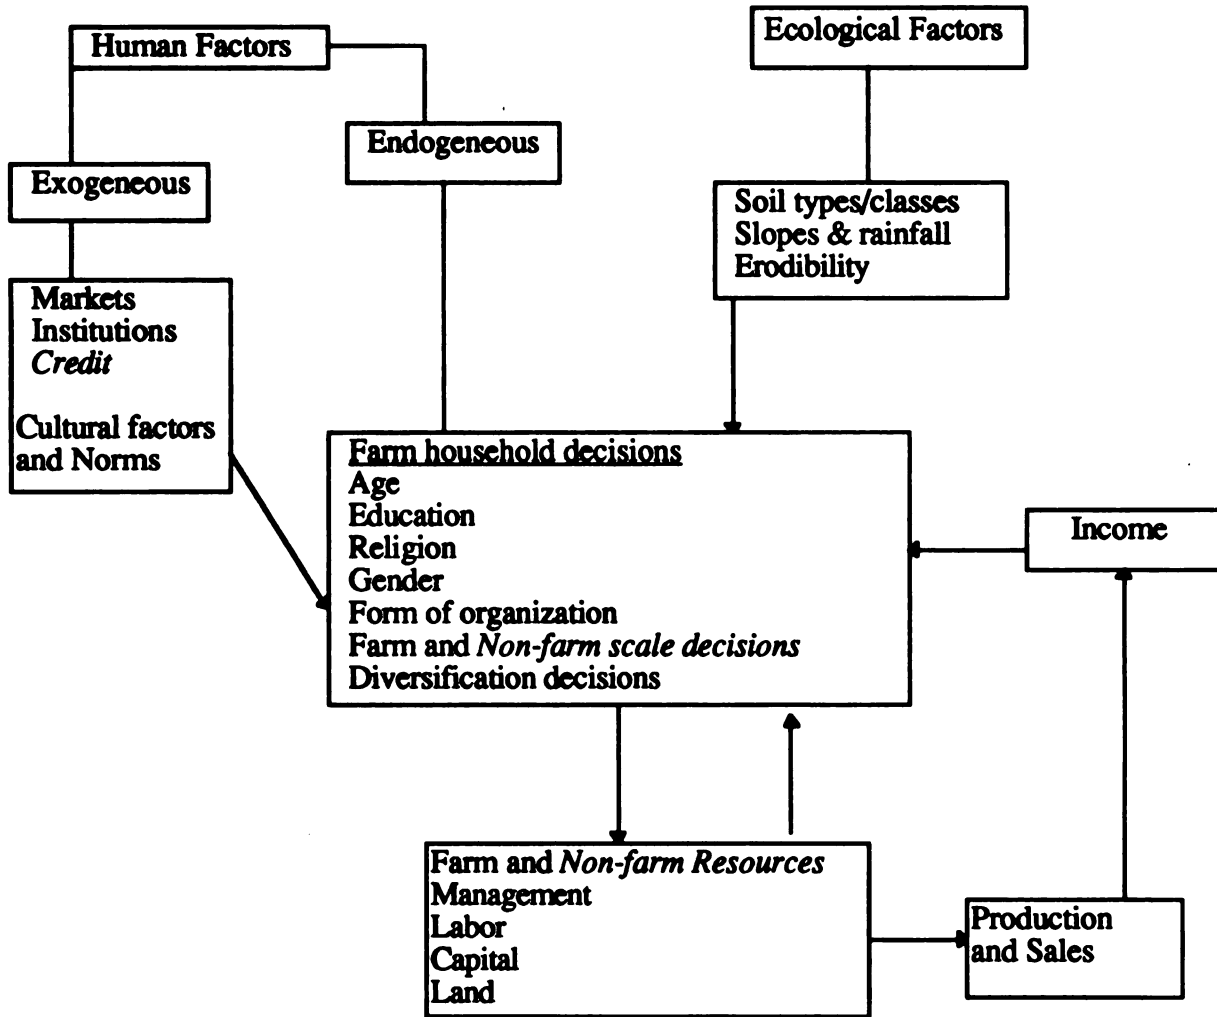 Human Factors
Ecological Factors
Endogeneous
Exogeneous
Soil types/classes
Slopes & rainfall
Erodibility
Markets
Institutions
Credit
Cultural factors
and Norms
Farm household decisions
Age
Education
Religion
Gender
Form of organization
Farm and Non-farm scale decisions
Diversification decisions
Income
Farm and Non-farm Resources
Management
Labor
Capital
Land
Production
and Sales